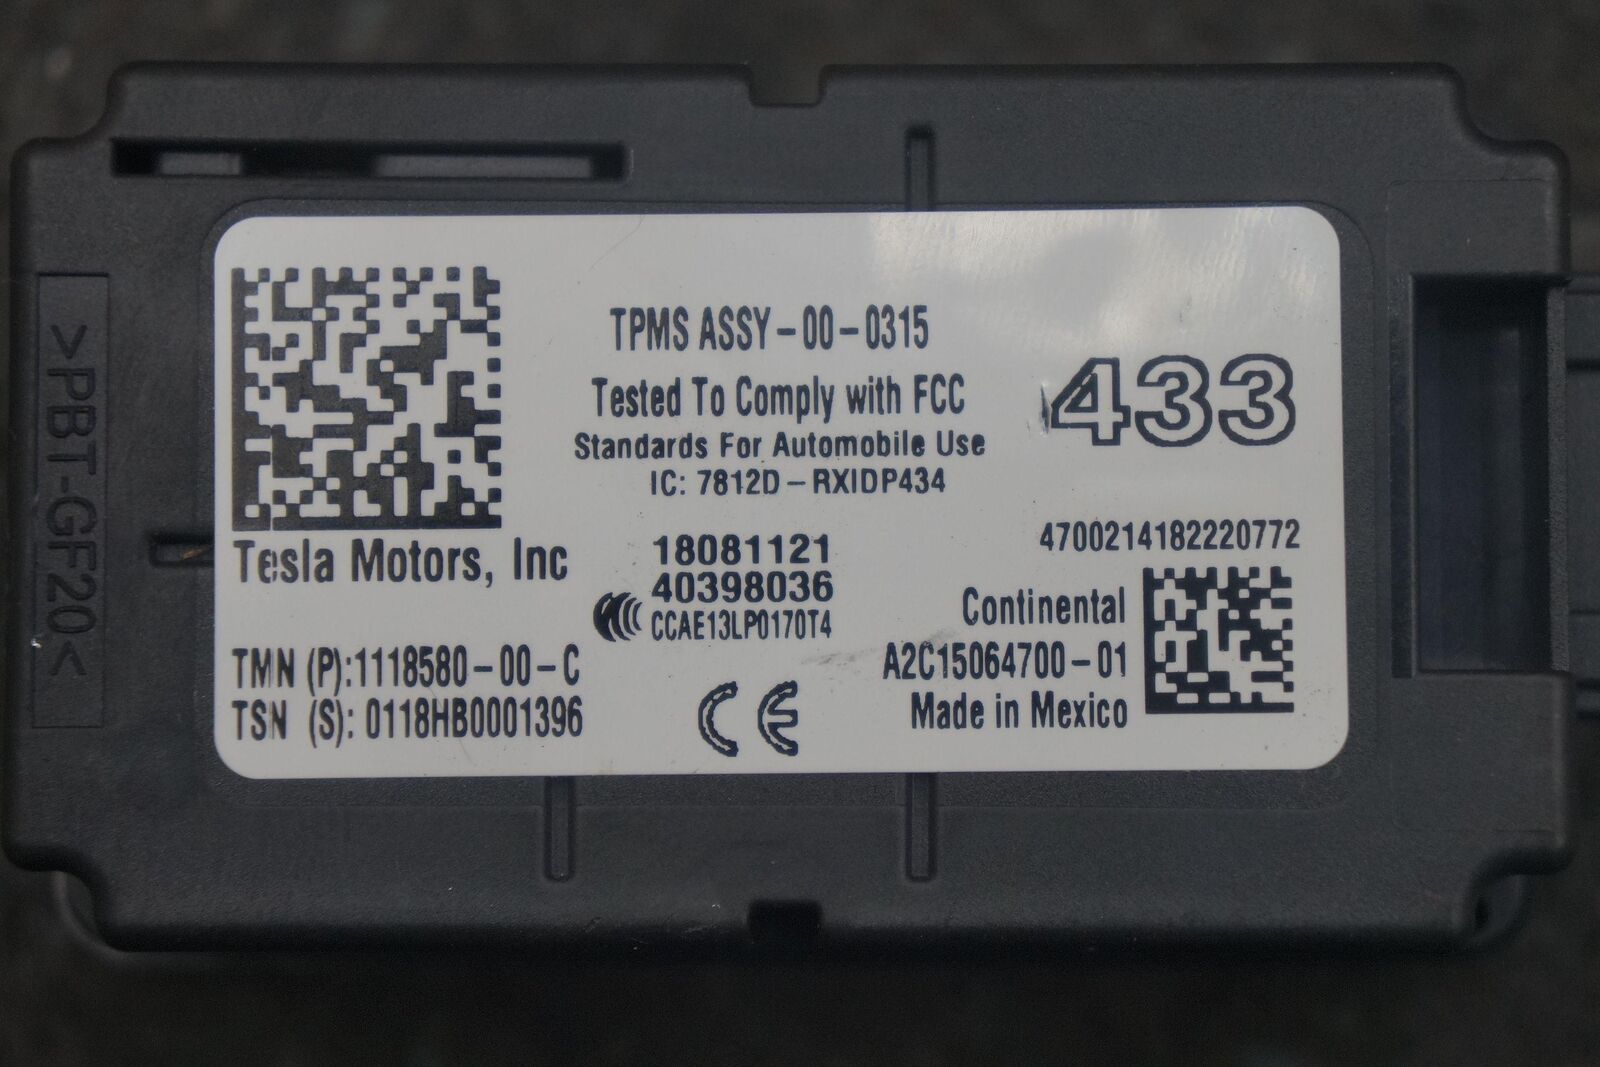 TPMS ASSY-00-0315
Tested To Comply with FCC
Standards For Automobile Use
IC: 7812D-RXIDP434
433
Tesla Motors, Inc
TMN (P):1118580-00-C
TSN (S): 0118HB0001396
18081121
40398036
CCAE13LP0170T4
CE
4700214182220772
Continental
A2C15064700-01
Made in Mexico
>PBT-GF20<